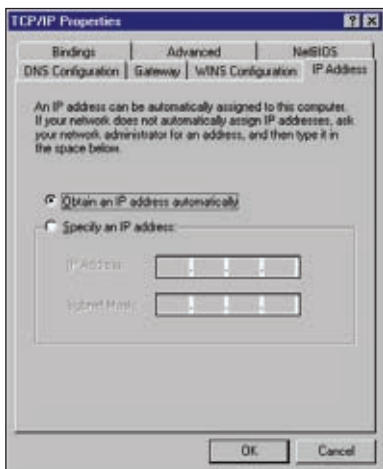 TCP/IP Properties
? X
Bindings Advanced NetBIOS
DNS Configuration Gateway WINS Configuration IP Address
An IP address can be automatically assigned to this computer.
If your network does not automatically assign IP addresses, ask
your network administrator for an address, and then type it in
the space below.
Obtain an IP address automatically
Specify an IP address:
IP Address:
Subnet Mask:
OK Cancel